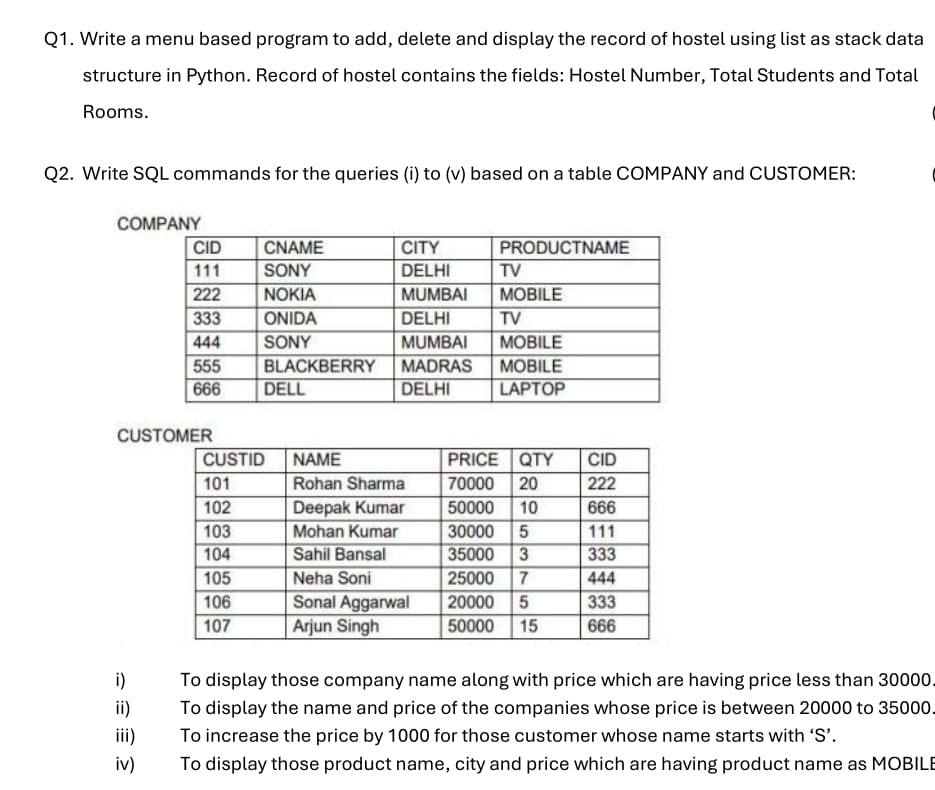 Q1. Write a menu based program to add, delete and display the record of hostel using list as stack data
structure in Python. Record of hostel contains the fields: Hostel Number, Total Students and Total
Rooms.
(
Q2. Write SQL commands for the queries (i) to (v) based on a table COMPANY and CUSTOMER:
(
COMPANY
CID CNAME CITY PRODUCTNAME
111 SONY DELHI TV
222 NOKIA MUMBAI MOBILE
333 ONIDA DELHI TV
444 SONY MUMBAI MOBILE
555 BLACKBERRY MADRAS MOBILE
666 DELL DELHI LAPTOP
CUSTOMER
CUSTID NAME PRICE QTY CID
101 Rohan Sharma 70000 20 222
102 Deepak Kumar 50000 10 666
103 Mohan Kumar 30000 5 111
104 Sahil Bansal 35000 3 333
105 Neha Soni 25000 7 444
106 Sonal Aggarwal 20000 5 333
107 Arjun Singh 50000 15 666
i) To display those company name along with price which are having price less than 30000.
ii) To display the name and price of the companies whose price is between 20000 to 35000.
iii) To increase the price by 1000 for those customer whose name starts with ‘S’.
iv) To display those product name, city and price which are having product name as MOBILE